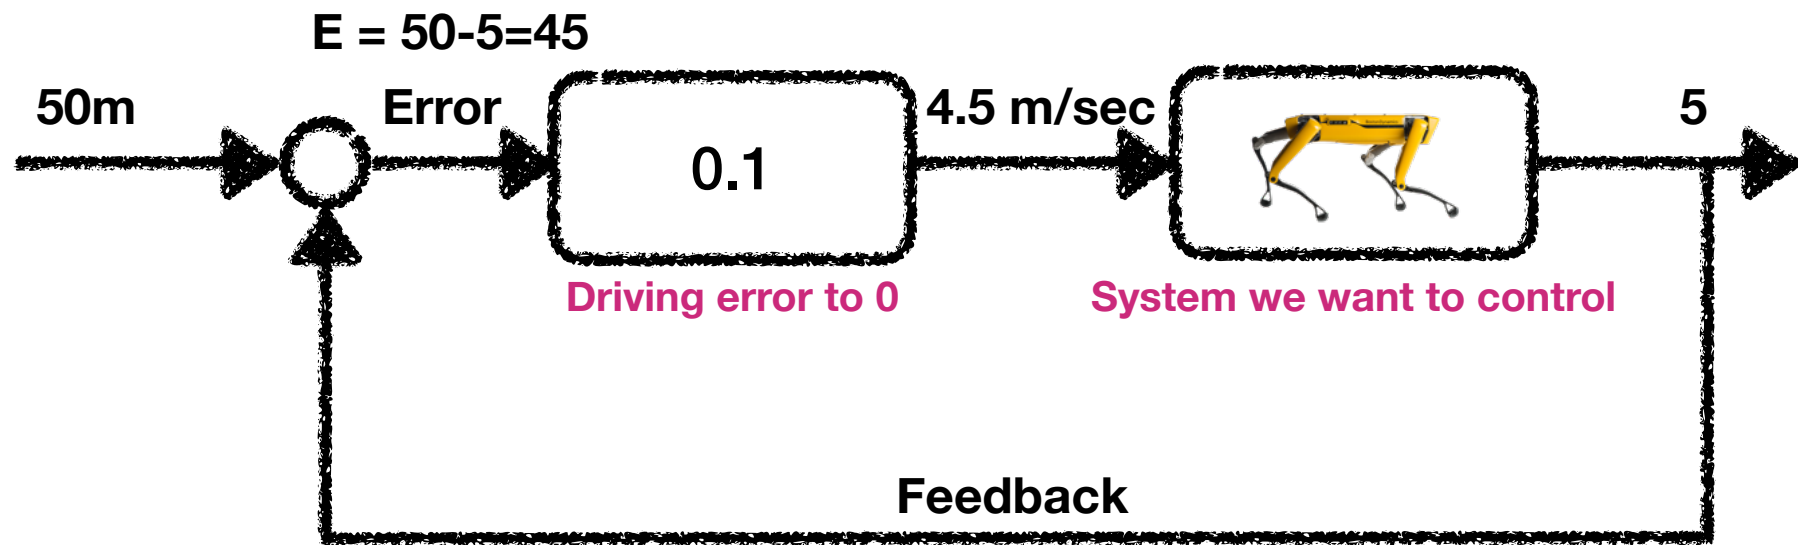 E = 50-5=45
50m
Error
0.1
4.5 m/sec
5
Driving error to 0
System we want to control
Feedback